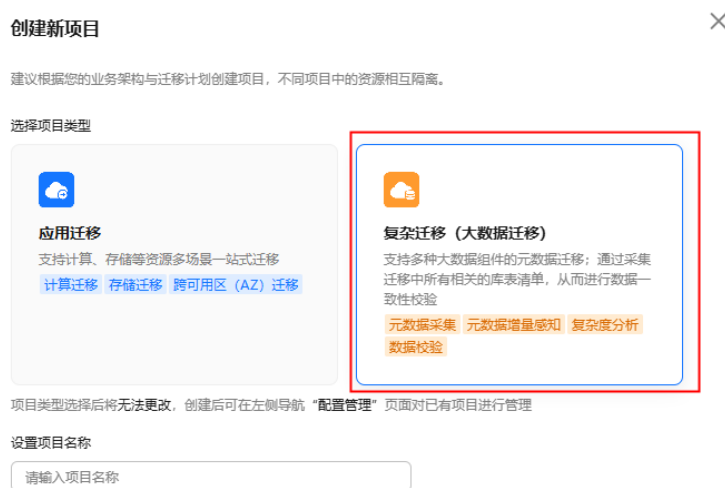 创建新项目
建议根据您的业务架构与迁移计划创建项目，不同项目中的资源相互隔离。
选择项目类型
应用迁移
支持计算、存储等资源多场景一站式迁移
计算迁移 存储迁移 跨可用区（AZ）迁移
复杂迁移（大数据迁移）
支持多种大数据组件的元数据迁移；通过采集
迁移中所有相关的库表清单，从而进行数据一
致性校验
元数据采集 元数据增量感知 复杂度分析
数据校验
项目类型选择后将无法更改，创建后可在左侧导航“配置管理”页面对已有项目进行管理
设置项目名称
请输入项目名称